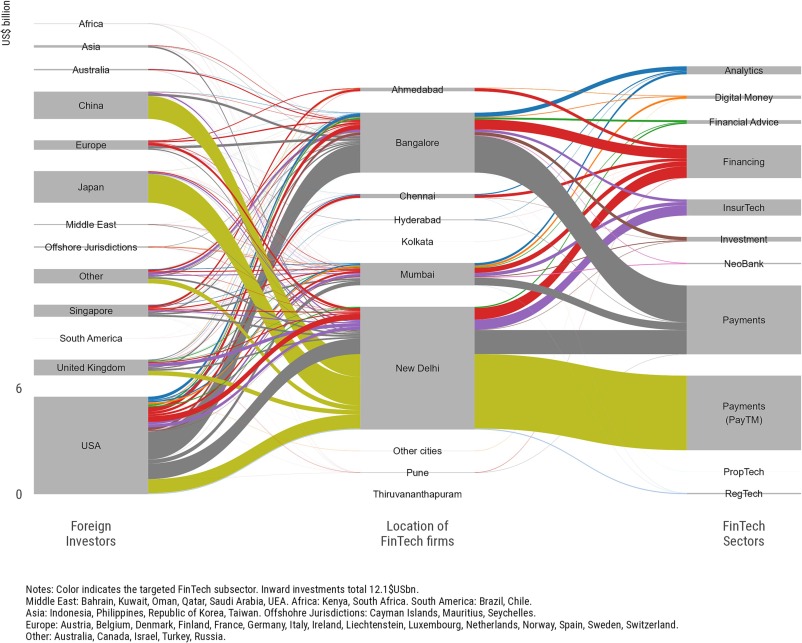 US$ billion
6
0
Africa
Asia
Australia
China
Europe
Japan
Middle East
Offshore Jurisdictions
Other
Singapore
South America
United Kingdom
USA
Foreign
Investors
Ahmedabad
Bangalore
Chennai
Hyderabad
Kolkata
Mumbai
New Delhi
Other cities
Pune
Thiruvananthapuram
Location of
FinTech firms
Analytics
Digital Money
Financial Advice
Financing
InsurTech
Investment
NeoBank
Payments
Payments
(PayTM)
PropTech
RegTech
FinTech
Sectors
Notes: Color indicates the targeted FinTech subsector. Inward investments total 12.1$USbn.
Middle East: Bahrain, Kuwait, Oman, Qatar, Saudi Arabia, UEA. Africa: Kenya, South Africa. South America: Brazil, Chile.
Asia: Indonesia, Philippines, Republic of Korea, Taiwan. Offshore Jurisdictions: Cayman Islands, Mauritius, Seychelles.
Europe: Austria, Belgium, Denmark, Finland, France, Germany, Italy, Ireland, Liechtenstein, Luxembourg, Netherlands, Norway, Spain, Sweden, Switzerland.
Other: Australia, Canada, Israel, Turkey, Russia.